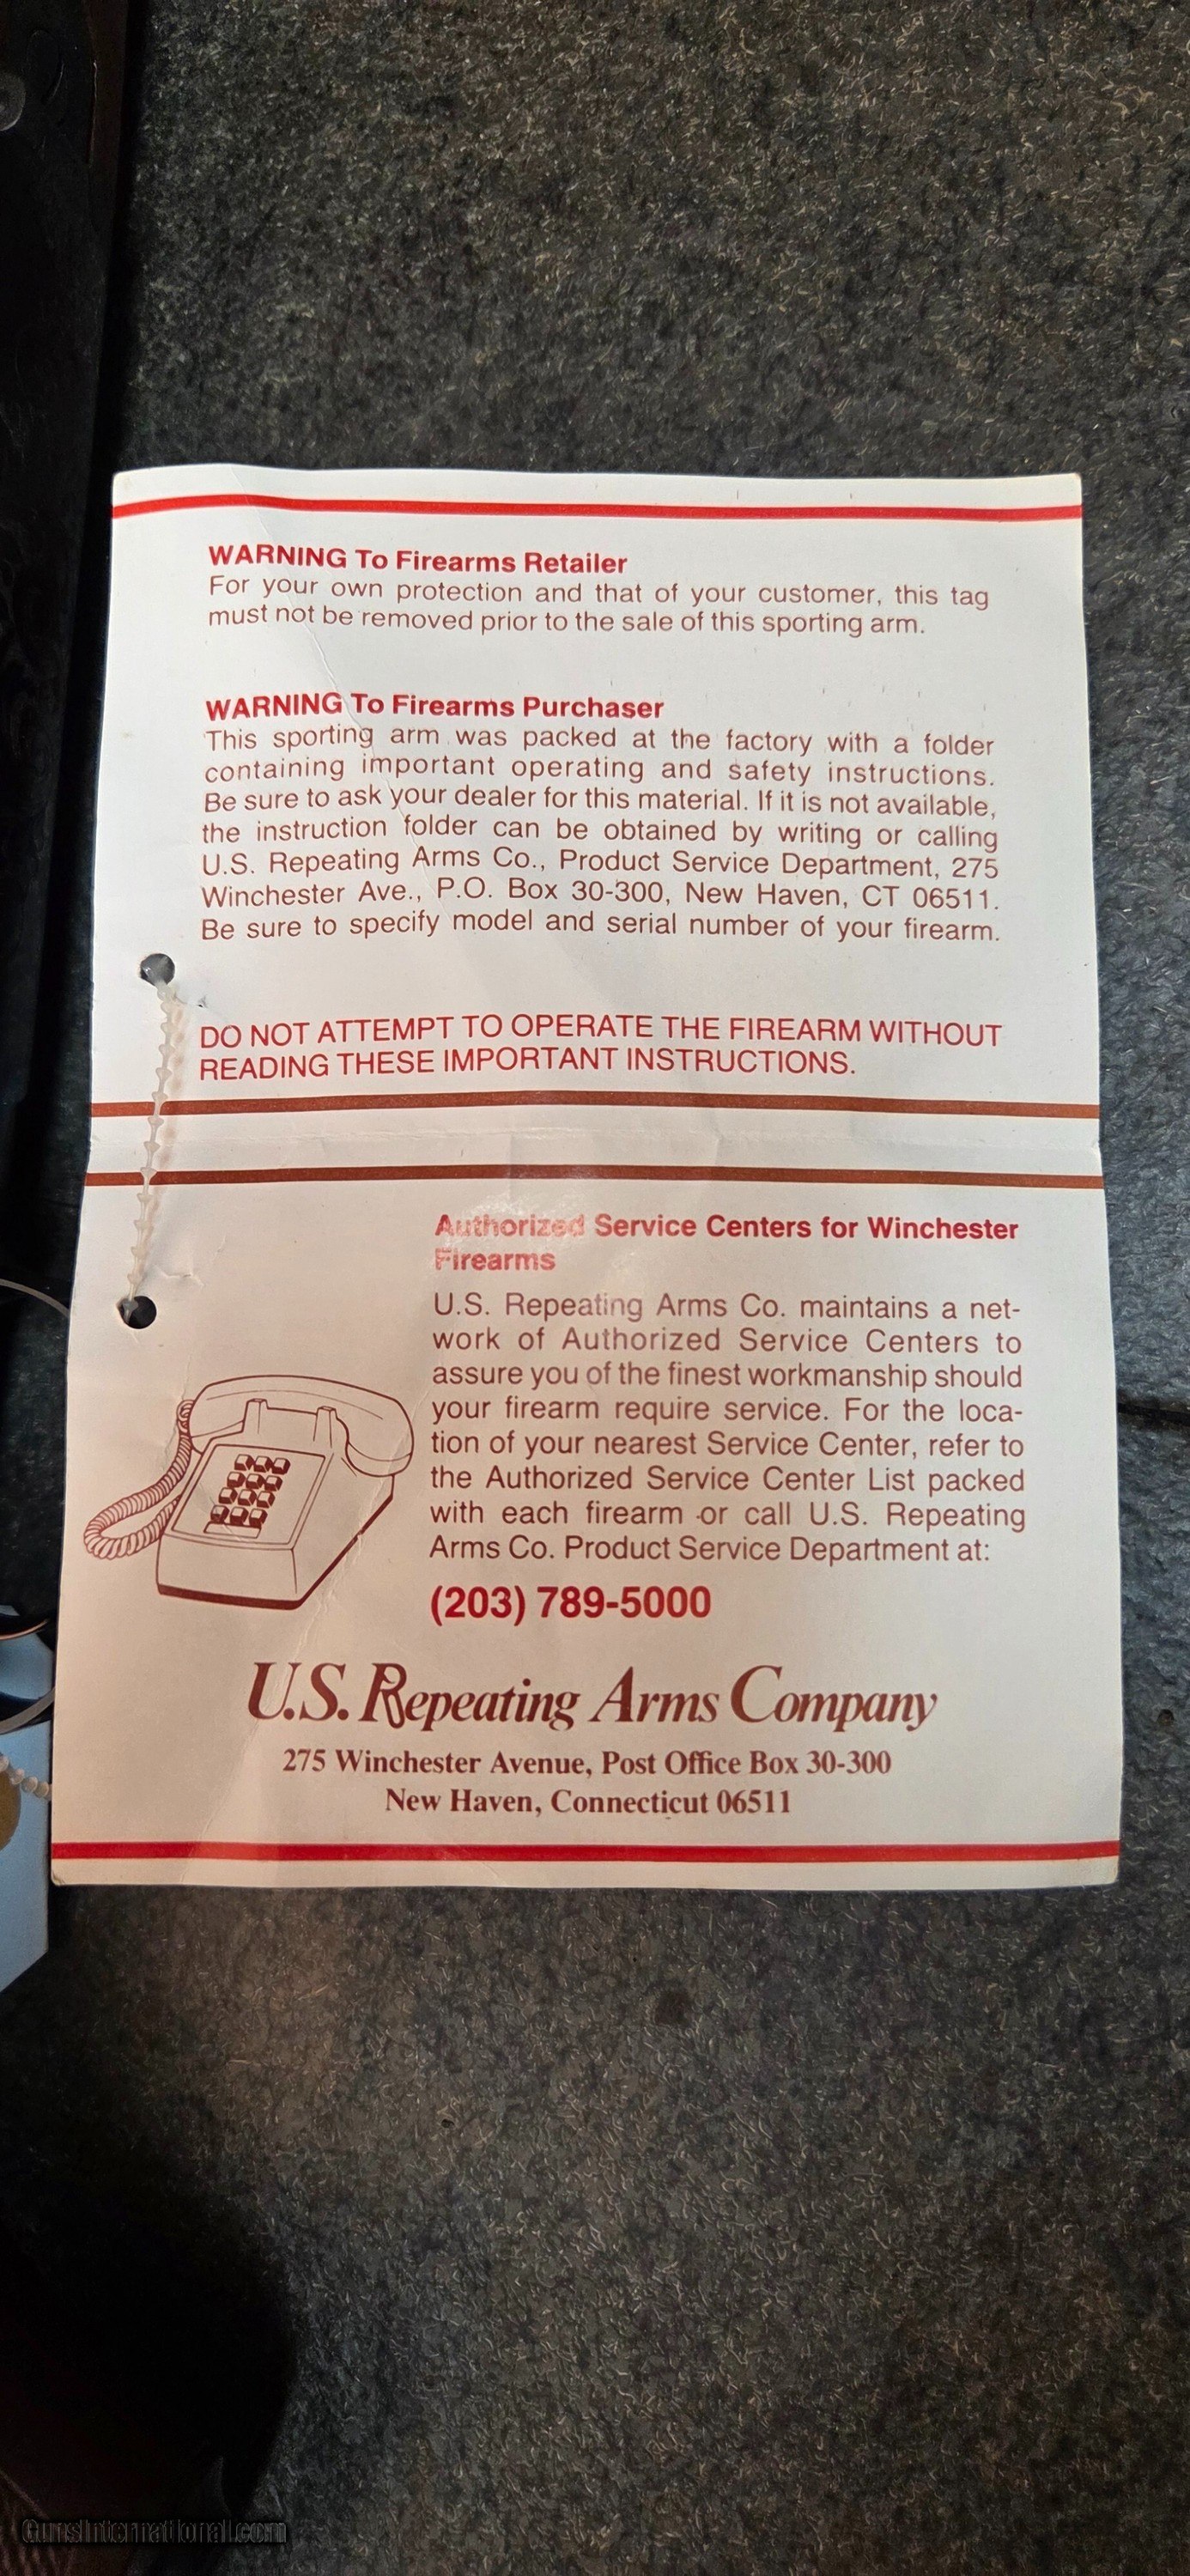 WARNING To Firearms Retailer
For your own protection and that of your customer, this tag
must not be removed prior to the sale of this sporting arm.
WARNING To Firearms Purchaser
This sporting arm was packed at the factory with a folder
containing important operating and safety instructions.
Be sure to ask your dealer for this material. If it is not available,
the instruction folder can be obtained by writing or calling
U.S. Repeating Arms Co., Product Service Department, 275
Winchester Ave., P.O. Box 30-300, New Haven, CT 06511.
Be sure to specify model and serial number of your firearm.
DO NOT ATTEMPT TO OPERATE THE FIREARM WITHOUT
READING THESE IMPORTANT INSTRUCTIONS.
Authorized Service Centers for Winchester
Firearms
U.S. Repeating Arms Co. maintains a net-
work of Authorized Service Centers to
assure you of the finest workmanship should
your firearm require service. For the loca-
tion of your nearest Service Center, refer to
the Authorized Service Center List packed
with each firearm or call U.S. Repeating
Arms Co. Product Service Department at:
(203) 789-5000
U.S. Repeating Arms Company
275 Winchester Avenue, Post Office Box 30-300
New Haven, Connecticut 06511
GunsInternational.com